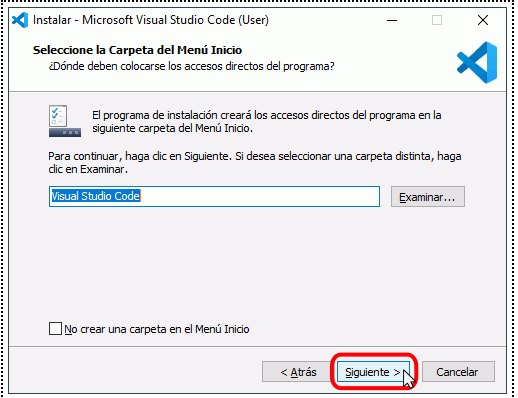 Instalar - Microsoft Visual Studio Code (User)
Seleccione la Carpeta del Menú Inicio
¿Dónde deben colocarse los accesos directos del programa?
El programa de instalación creará los accesos directos del programa en la
siguiente carpeta del Menú Inicio.
Para continuar, haga clic en Siguiente. Si desea seleccionar una carpeta distinta, haga
clic en Examinar.
Visual Studio Code
Examinar...
No crear una carpeta en el Menú Inicio
< Atrás
Siguiente >
Cancelar